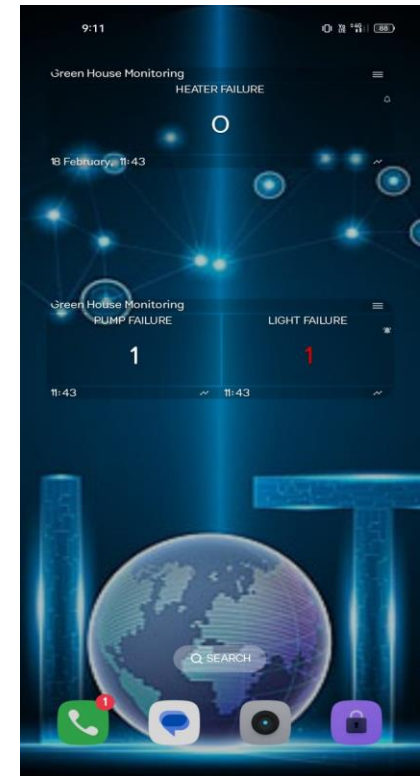 9:11
88
Green House Monitoring
HEATER FAILURE
0
18 February, 11:43
Green House Monitoring
PUMP FAILURE LIGHT FAILURE
1 1
11:43 11:43
SEARCH
1